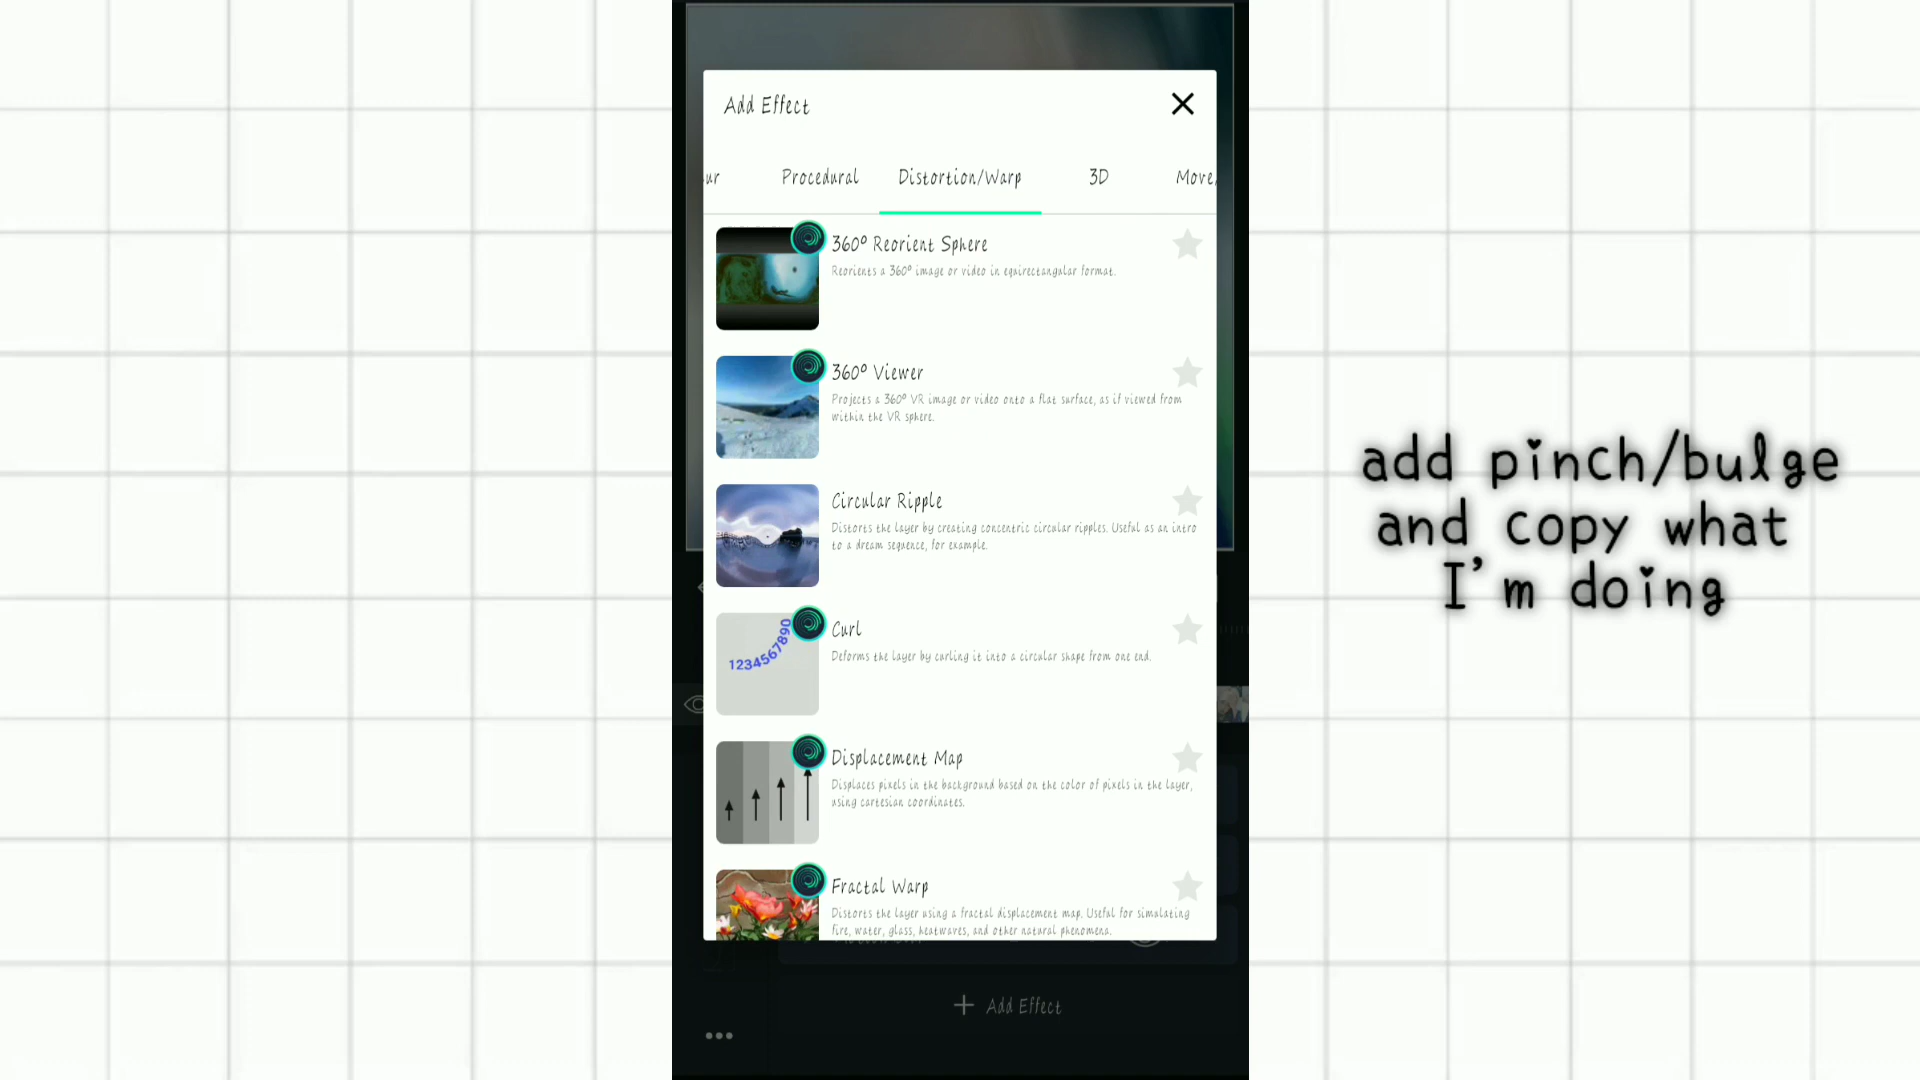 Add Effect
ur Procedural Distortion/Warp 3D Move/
360º Reorient Sphere
Reorients a 360º image or video in equirectangular format.
360º Viewer
Projects a 360º VR image or video onto a flat surface, as if viewed from
within the VR sphere.
Circular Ripple
Distorts the layer by creating concentric circular ripples. Useful as an intro
to a dream sequence, for example.
1234567890
Curl
Deforms the layer by curling it into a circular shape from one end.
Displacement Map
Displaces pixels in the background based on the color of pixels in the layer,
using cartesian coordinates.
Fractal Warp
Distorts the layer using a fractal displacement map. Useful for simulating
fire, water, glass, heatwaves, and other natural phenomena.
Add Effect
add pinch/bulge
and copy what
I'm doing